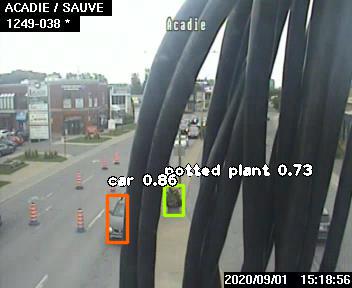 ACADIE / SAUVE
1249-038 *
Acadie
potted plant 0.73
car 0.86
2020/09/01 15:18:56